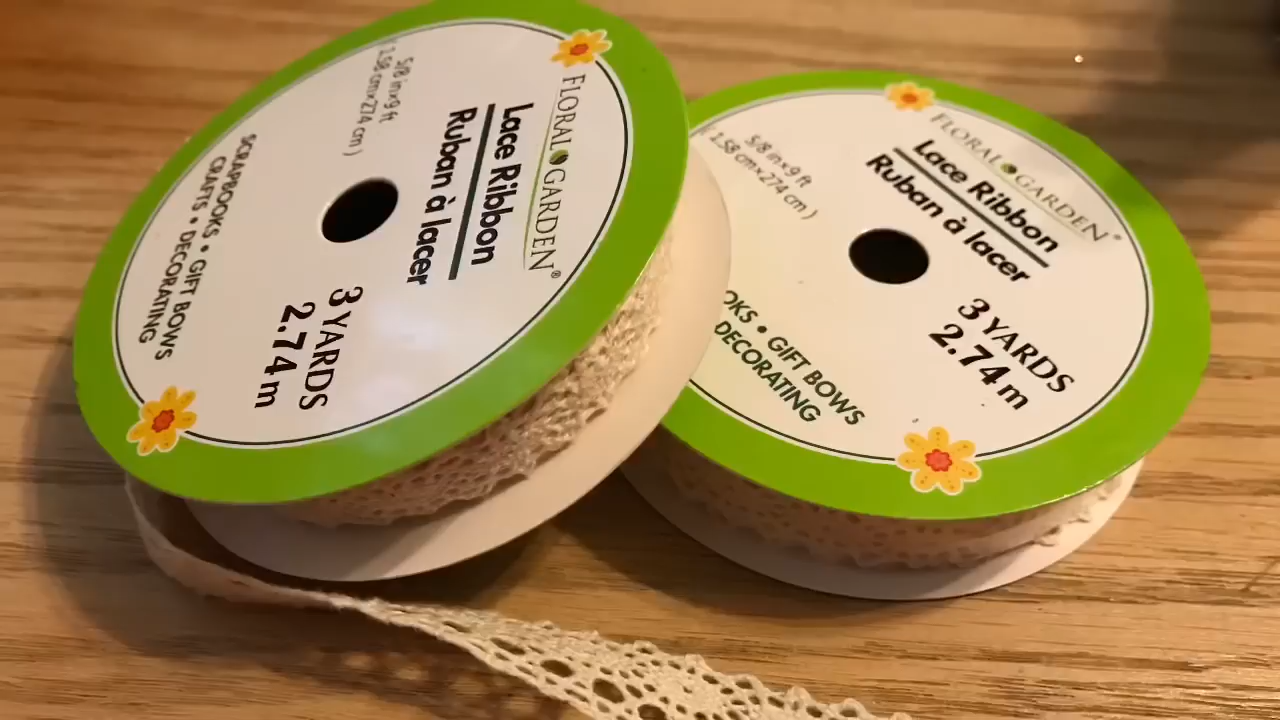 FLORAL GARDEN®
Lace Ribbon
Ruban à lacer
5/8 in×9 ft
( 1.58 cm×274 cm )
3 YARDS
2.74 m
SCRAPBOOKS • GIFT BOWS
CRAFTS • DECORATING
FLORAL GARDEN®
Lace Ribbon
Ruban à lacer
5/8 in×9 ft
( 1.58 cm×274 cm )
3 YARDS
2.74 m
OKS • GIFT BOWS
DECORATING